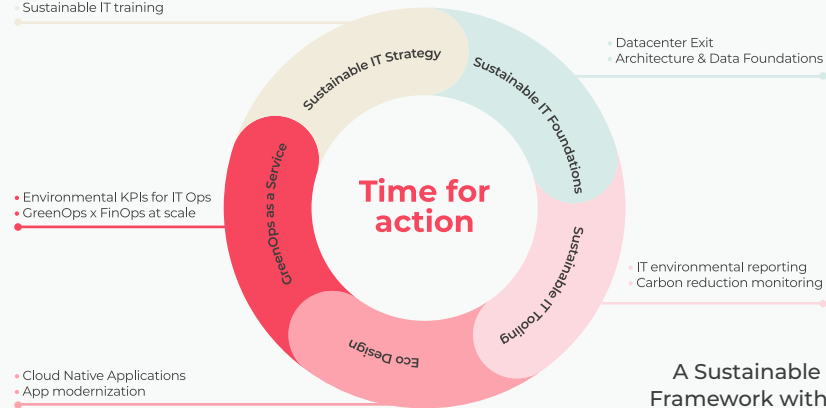 Sustainable IT training
Sustainable IT Strategy
Datacenter Exit
Architecture & Data Foundations
Sustainable IT Foundations
Environmental KPIs for IT Ops
GreenOps x FinOps at scale
GreenOps as a Service
Time for
action
Sustainable IT Tooling
IT environmental reporting
Carbon reduction monitoring
Eco Design
Cloud Native Applications
App modernization
A Sustainable
Framework with